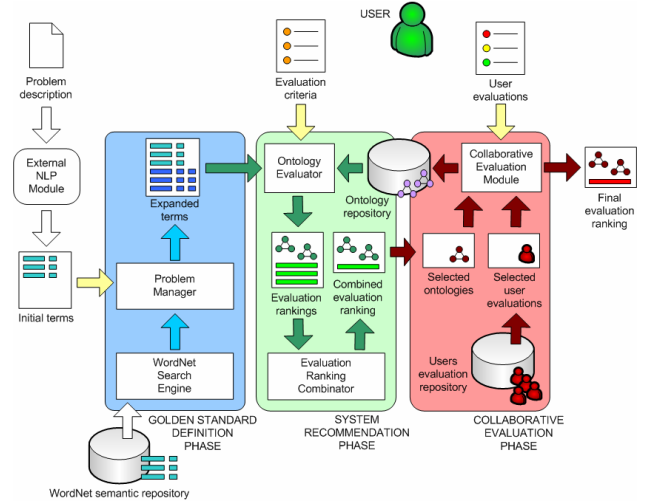 USER
Problem
description
Evaluation
criteria
User
evaluations
External
NLP
Module
Expanded
terms
Ontology
Evaluator
Ontology
repository
Collaborative
Evaluation
Module
Final
evaluation
ranking
Initial terms
Problem
Manager
Evaluation
rankings
Combined
evaluation
ranking
Selected
ontologies
Selected
user
evaluations
WordNet
Search
Engine
Evaluation
Ranking
Combinator
Users
evaluation
repository
GOLDEN STANDARD
DEFINITION
PHASE
SYSTEM
RECOMMENDATION
PHASE
COLLABORATIVE
EVALUATION
PHASE
WordNet semantic repository